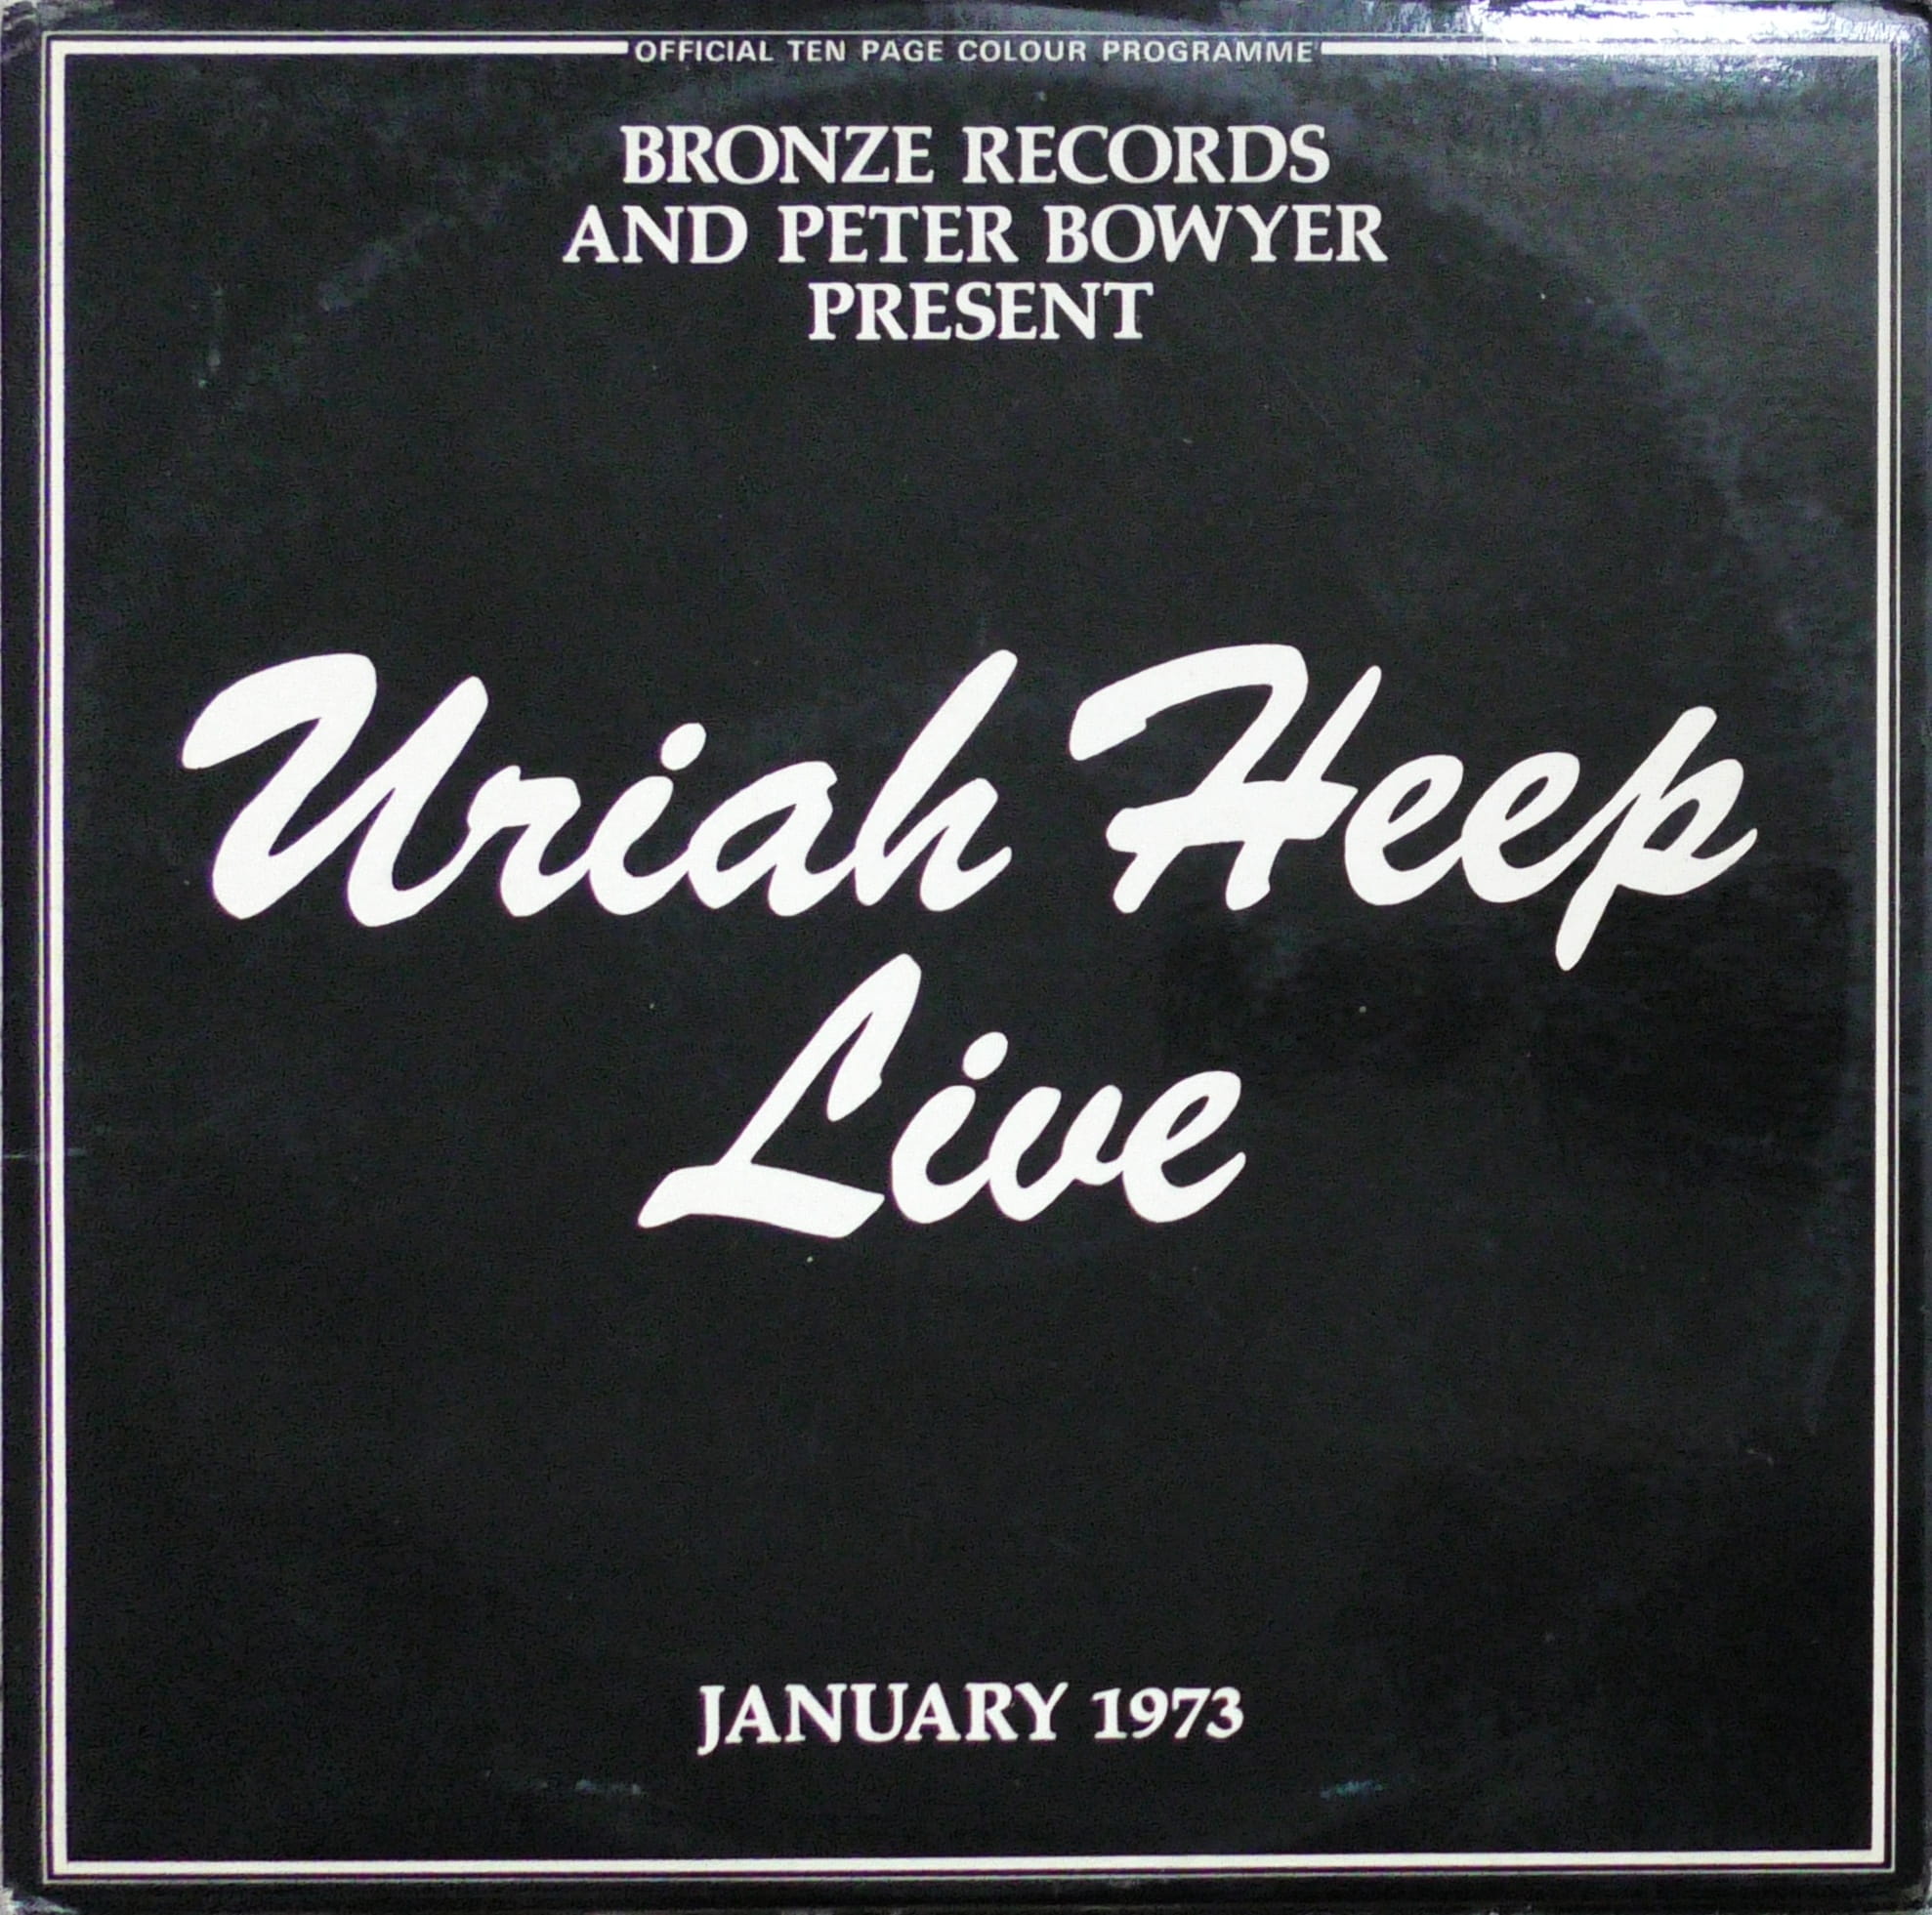 OFFICIAL TEN PAGE COLOUR PROGRAMME
BRONZE RECORDS
AND PETER BOWYER
PRESENT
Uriah Heep
Live
JANUARY 1973